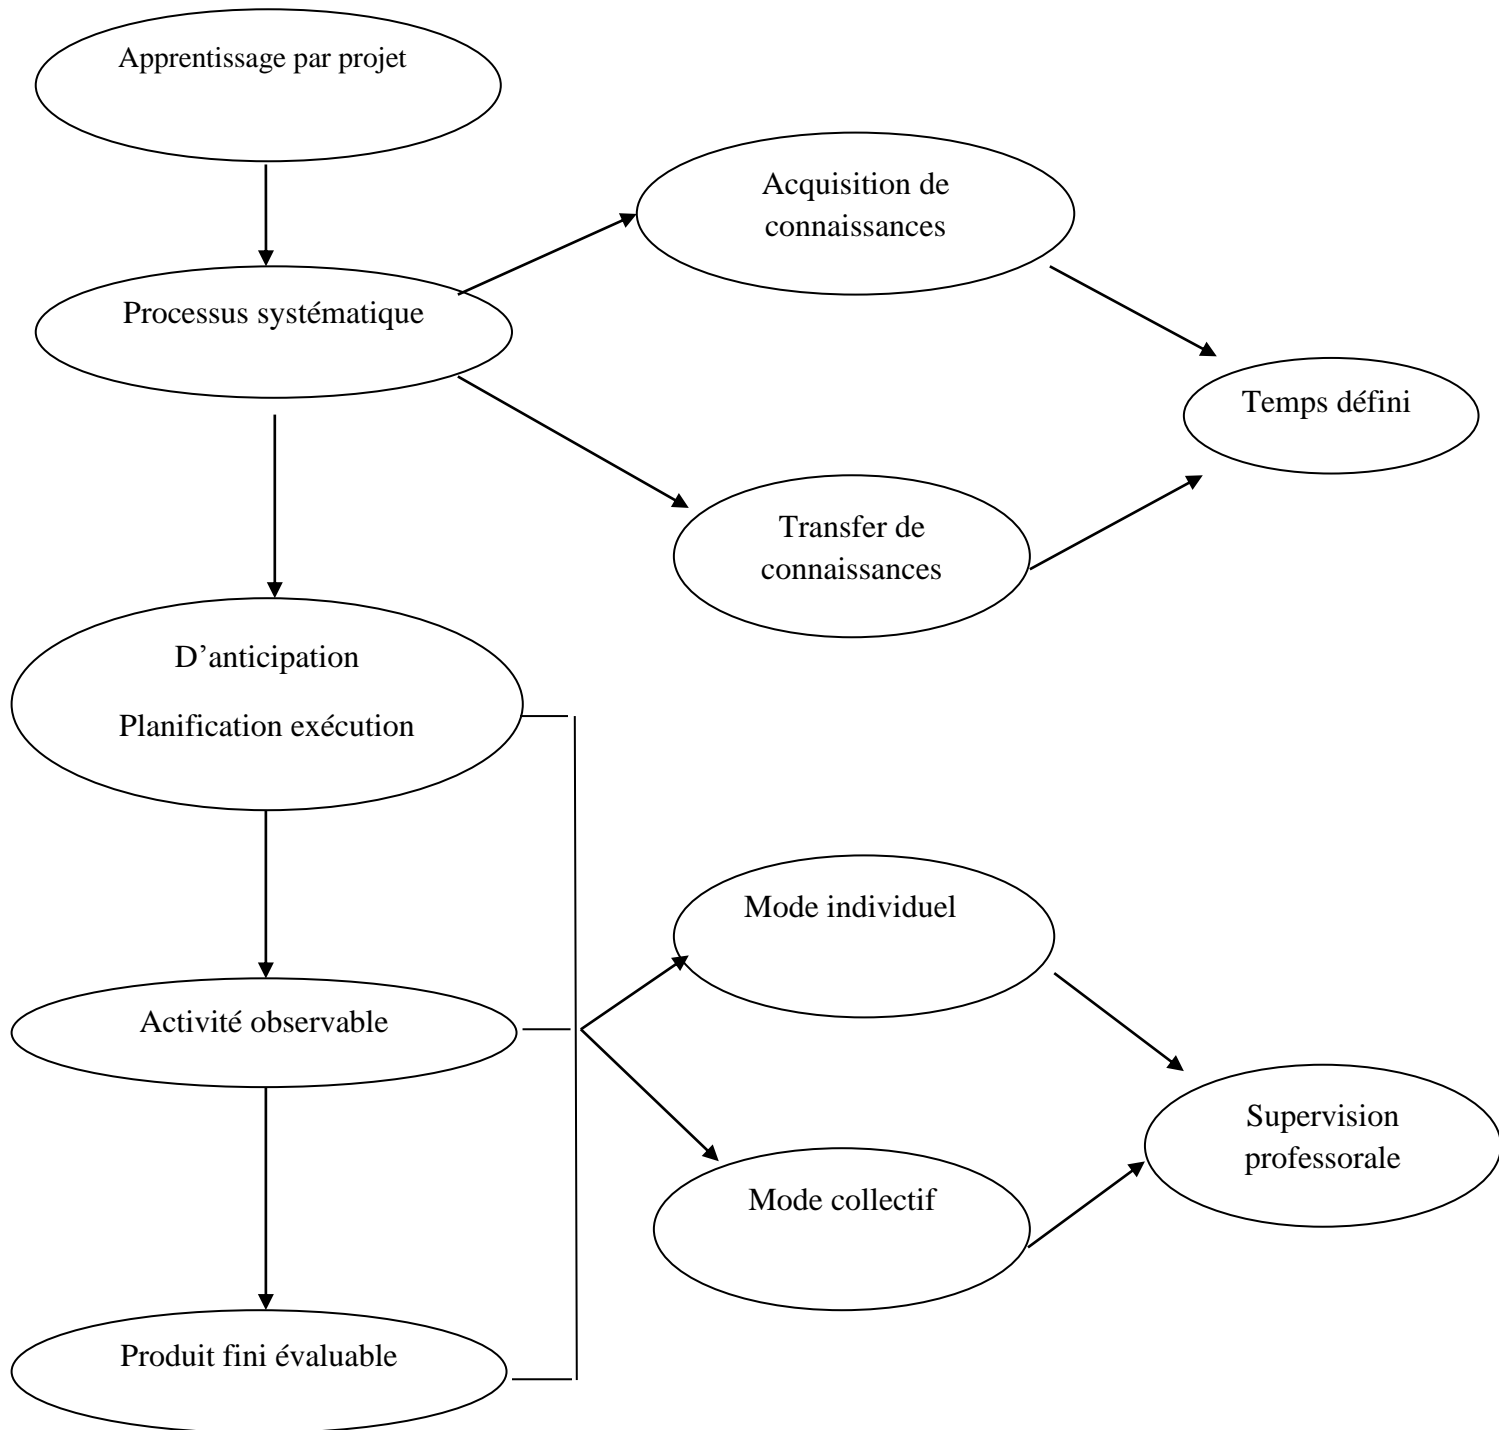 Apprentissage par projet
Acquisition de
connaissances
Processus systématique
Temps défini
Transfer de
connaissances
D’anticipation
Planification exécution
Mode individuel
Activité observable
Supervision
professorale
Mode collectif
Produit fini évaluable